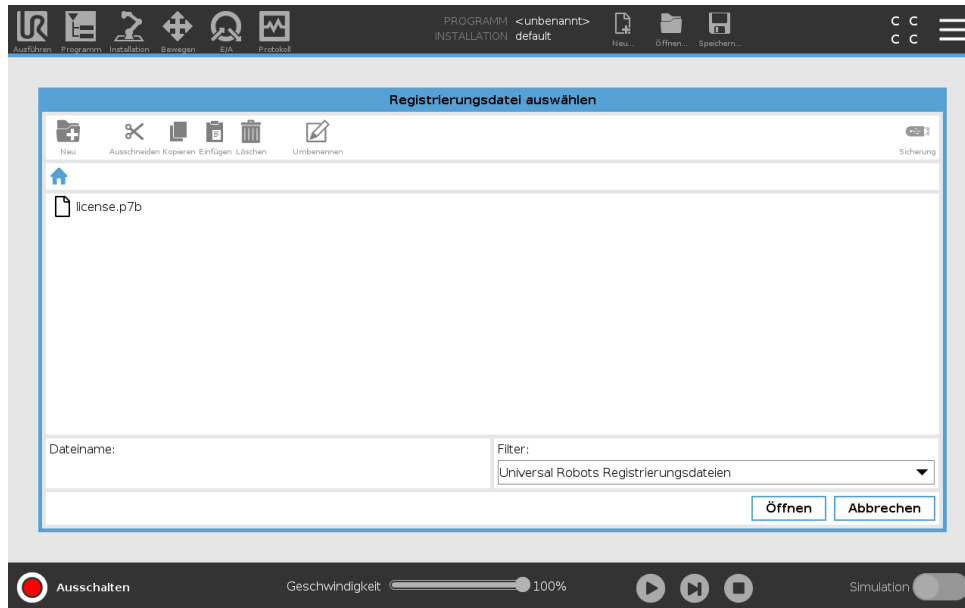 PROGRAMM <unbenannt>
INSTALLATION default
Ausführen Programm Installation Bewegen E/A Protokoll
Neu... Öffnen... Speichern...
C C
C C
Registrierungsdatei auswählen
Neu Ausschneiden Kopieren Einfügen Löschen Umbenennen Sicherung
license.p7b
Dateiname:
Filter:
Universal Robots Registrierungsdateien
Öffnen Abbrechen
Ausschalten Geschwindigkeit 100% Simulation